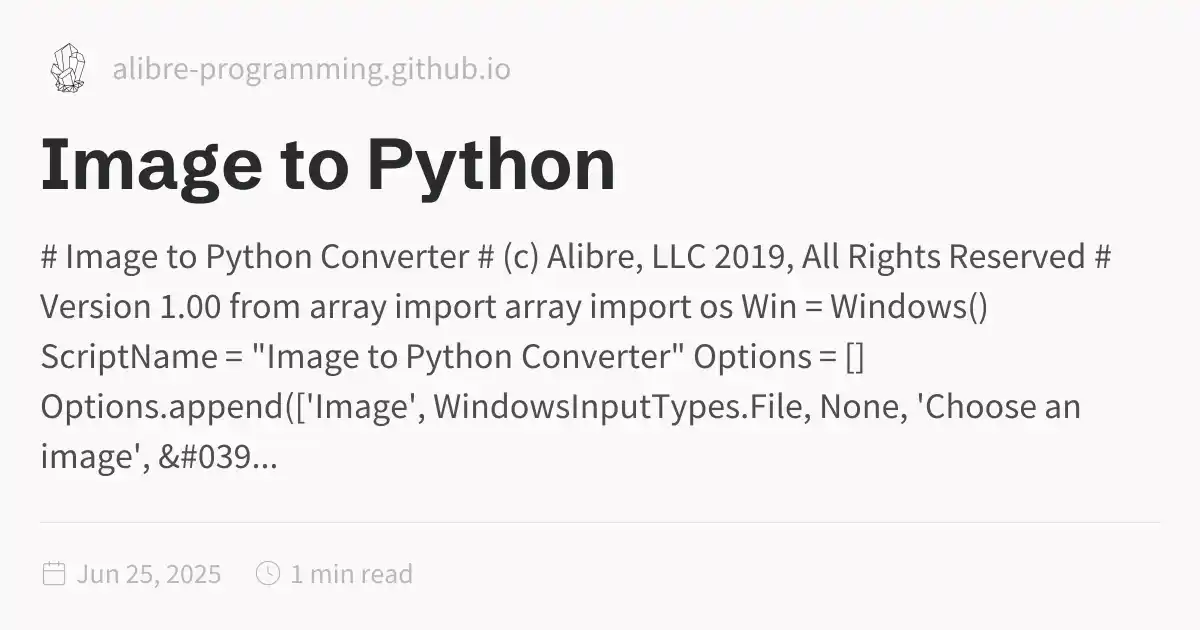 alibre-programming.github.io
Image to Python
# Image to Python Converter # (c) Alibre, LLC 2019, All Rights Reserved #
Version 1.00 from array import array import os Win = Windows()
ScriptName = "Image to Python Converter" Options = []
Options.append(['Image', WindowsInputTypes.File, None, 'Choose an
image', &#039...
Jun 25, 2025 1 min read